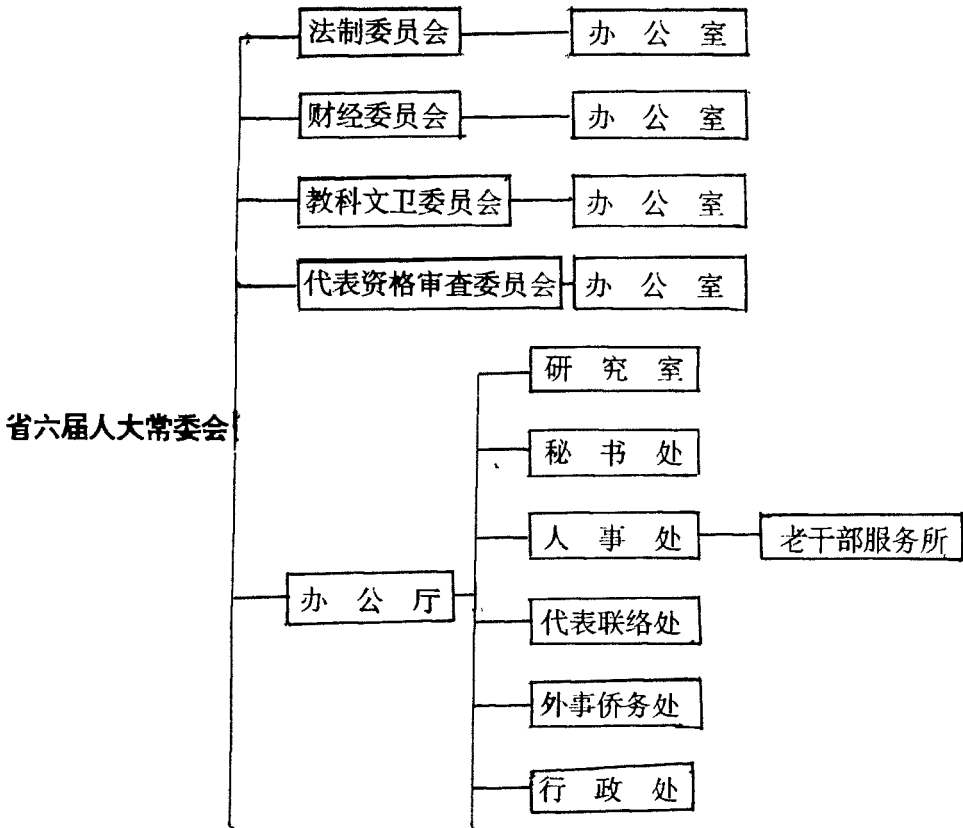 法制委员会 办公室
财经委员会 办公室
教科文卫委员会 办公室
代表资格审查委员会 办公室
研究室
省六届人大常委会
秘书处
人事处 老干部服务所
办公厅
代表联络处
外事侨务处
行政处